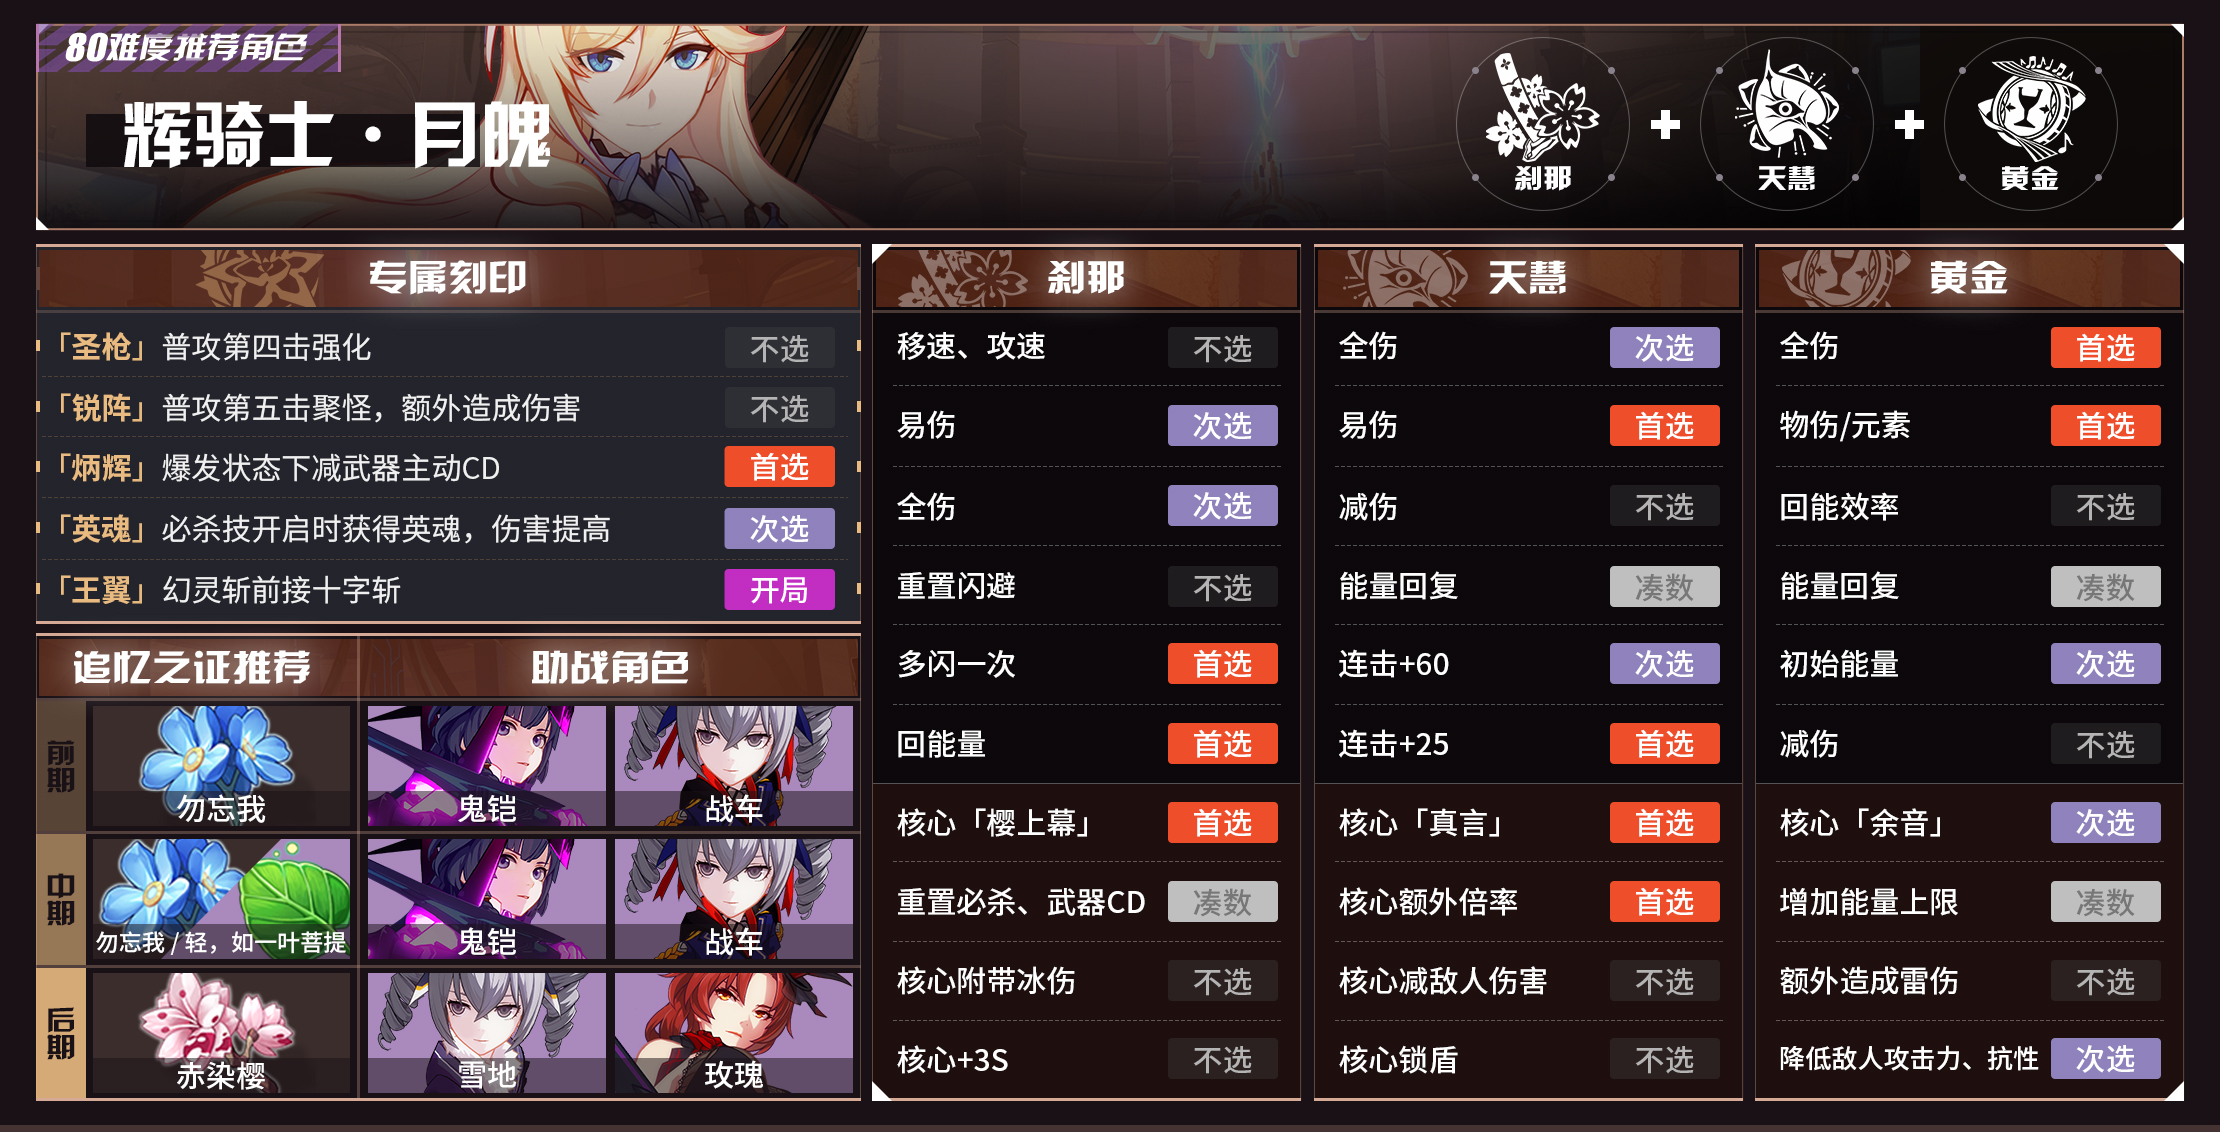 80难度推荐角色
辉骑士·月魄
刹那
天慧
黄金
专属刻印
「圣枪」普攻第四击强化 不选
「锐阵」普攻第五击聚怪，额外造成伤害 不选
「炳辉」爆发状态下减武器主动CD 首选
「英魂」必杀技开启时获得英魂，伤害提高 次选
「王翼」幻灵斩前接十字斩 开局
追忆之证推荐 助战角色
前期
勿忘我 鬼铠 战车
中期
勿忘我 / 轻，如一叶菩提 鬼铠 战车
后期
赤染樱 雪地 玫瑰
刹那
移速、攻速 不选
易伤 次选
全伤 次选
重置闪避 不选
多闪一次 首选
回能量 首选
核心「樱上幕」 首选
重置必杀、武器CD 凑数
核心附带冰伤 不选
核心+3S 不选
天慧
全伤 次选
易伤 首选
减伤 不选
能量回复 凑数
连击+60 次选
连击+25 首选
核心「真言」 首选
核心额外倍率 首选
核心减敌人伤害 不选
核心锁盾 不选
黄金
全伤 首选
物伤/元素 首选
回能效率 不选
能量回复 凑数
初始能量 次选
减伤 不选
核心「余音」 次选
增加能量上限 凑数
额外造成雷伤 不选
降低敌人攻击力、抗性 次选